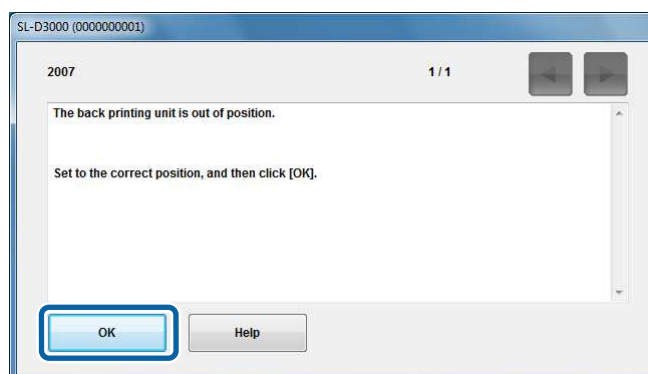 SL-D3000 (0000000001)
2007
1 / 1
The back printing unit is out of position.
Set to the correct position, and then click [OK].
OK
Help